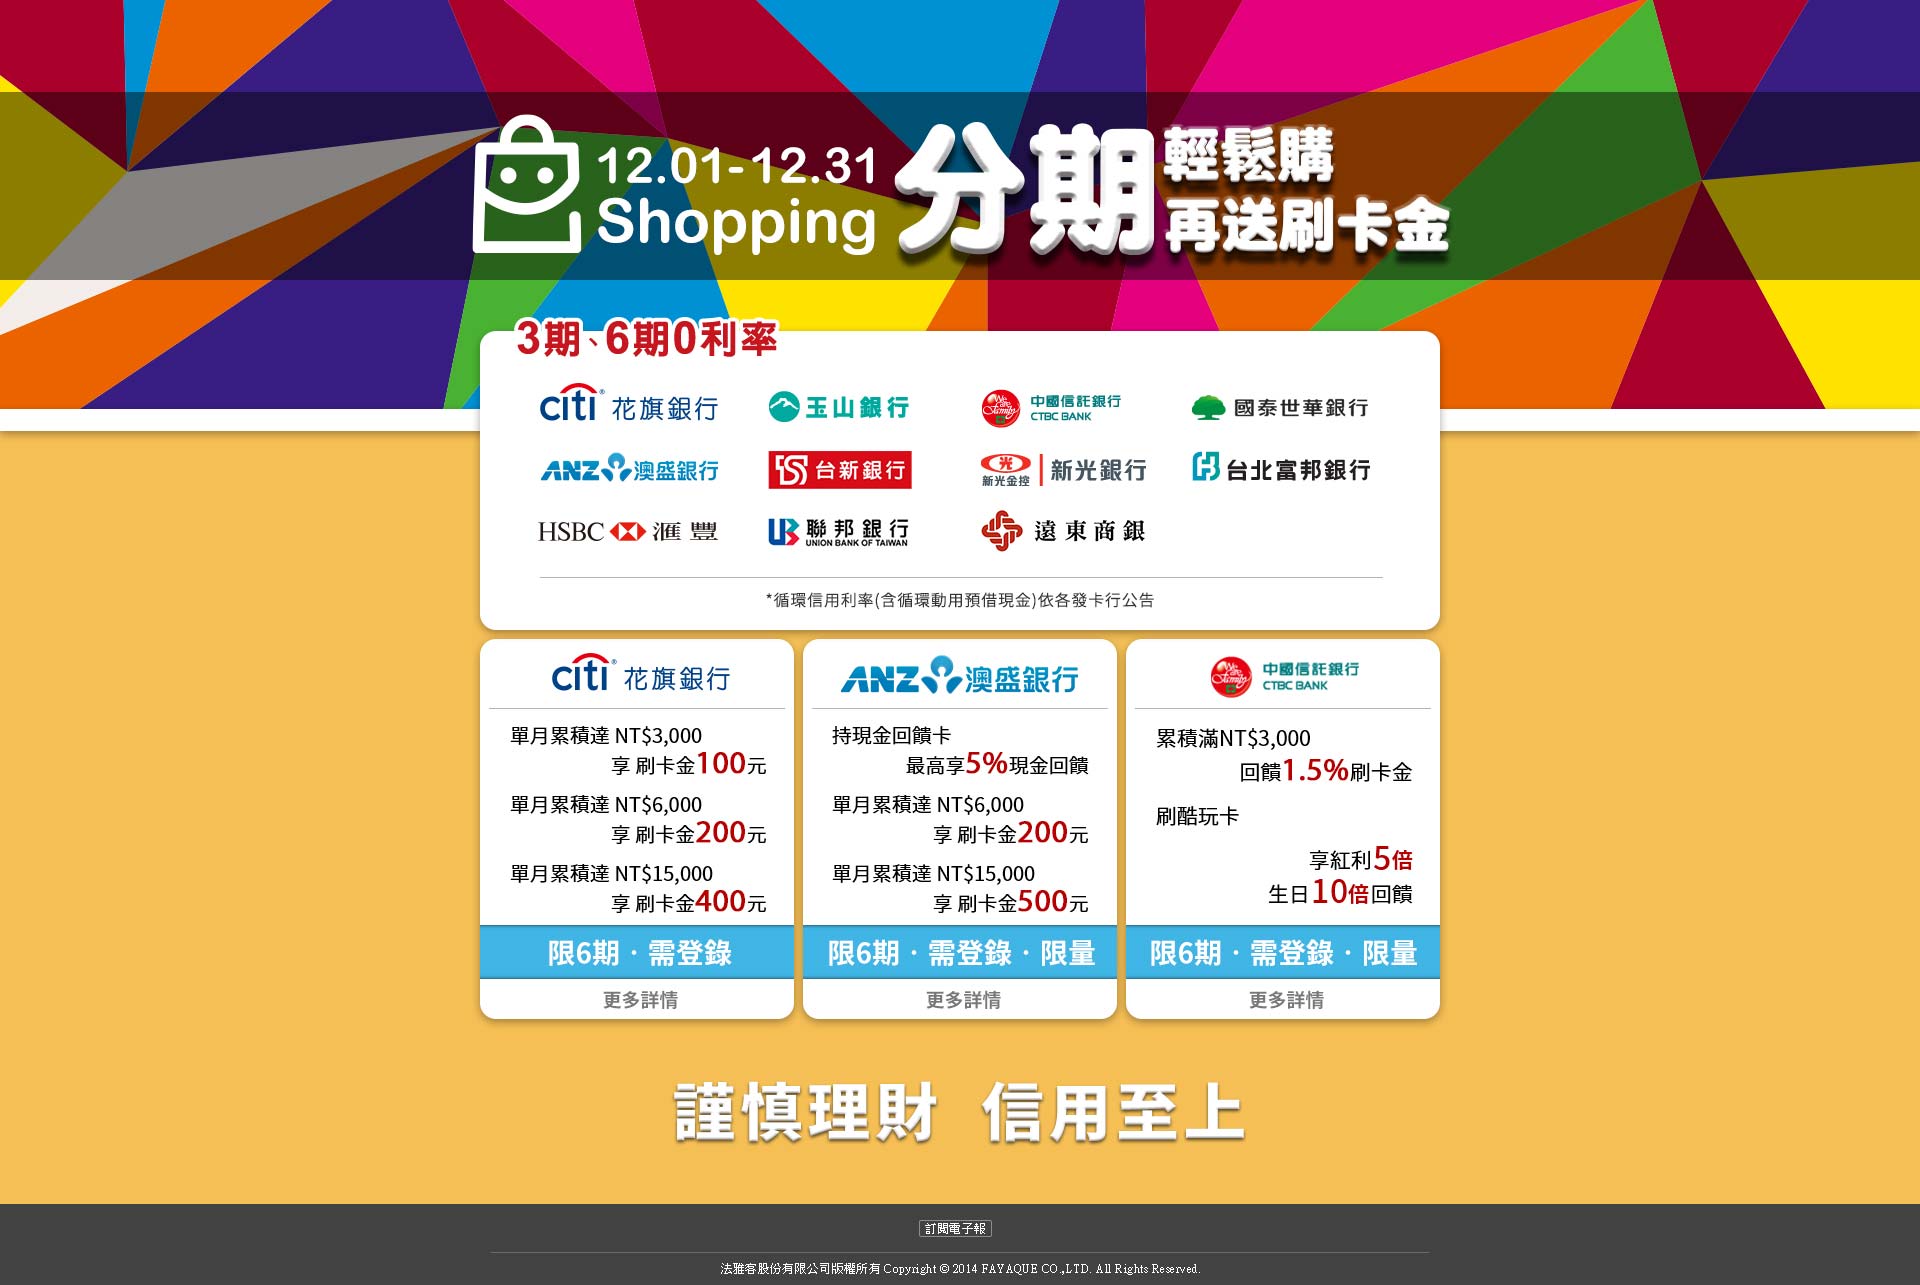 12.01-12.31
Shopping
分期
輕鬆購
再送刷卡金
3期、6期0利率
citi 花旗銀行
玉山銀行
We are Family 中國信託銀行
CTBC BANK
國泰世華銀行
ANZ 澳盛銀行
台新銀行
光 新光金控 新光銀行
台北富邦銀行
HSBC 滙豐
聯邦銀行
UNION BANK OF TAIWAN
遠東商銀
*循環信用利率(含循環動用預借現金)依各發卡行公告
citi 花旗銀行
單月累積達 NT$3,000
享 刷卡金100元
單月累積達 NT$6,000
享 刷卡金200元
單月累積達 NT$15,000
享 刷卡金400元
限6期．需登錄
更多詳情
ANZ 澳盛銀行
持現金回饋卡
最高享5%現金回饋
單月累積達 NT$6,000
享 刷卡金200元
單月累積達 NT$15,000
享 刷卡金500元
限6期．需登錄．限量
更多詳情
We are Family 中國信託銀行
CTBC BANK
累積滿NT$3,000
回饋1.5%刷卡金
刷酷玩卡
享紅利5倍
生日10倍回饋
限6期．需登錄．限量
更多詳情
謹慎理財 信用至上
訂閱電子報
法雅客股份有限公司版權所有 Copyright © 2014 FAYAQUE CO.,LTD. All Rights Reserved.